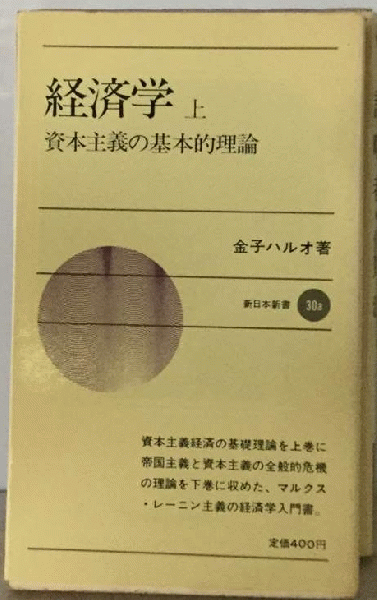 経済学 上
資本主義の基本的理論
金子ハルオ著
新日本新書 30a
資本主義経済の基礎理論を上巻に
帝国主義と資本主義の全般的危機
の理論を下巻に収めた、マルクス
・レーニン主義の経済学入門書。
定価400円